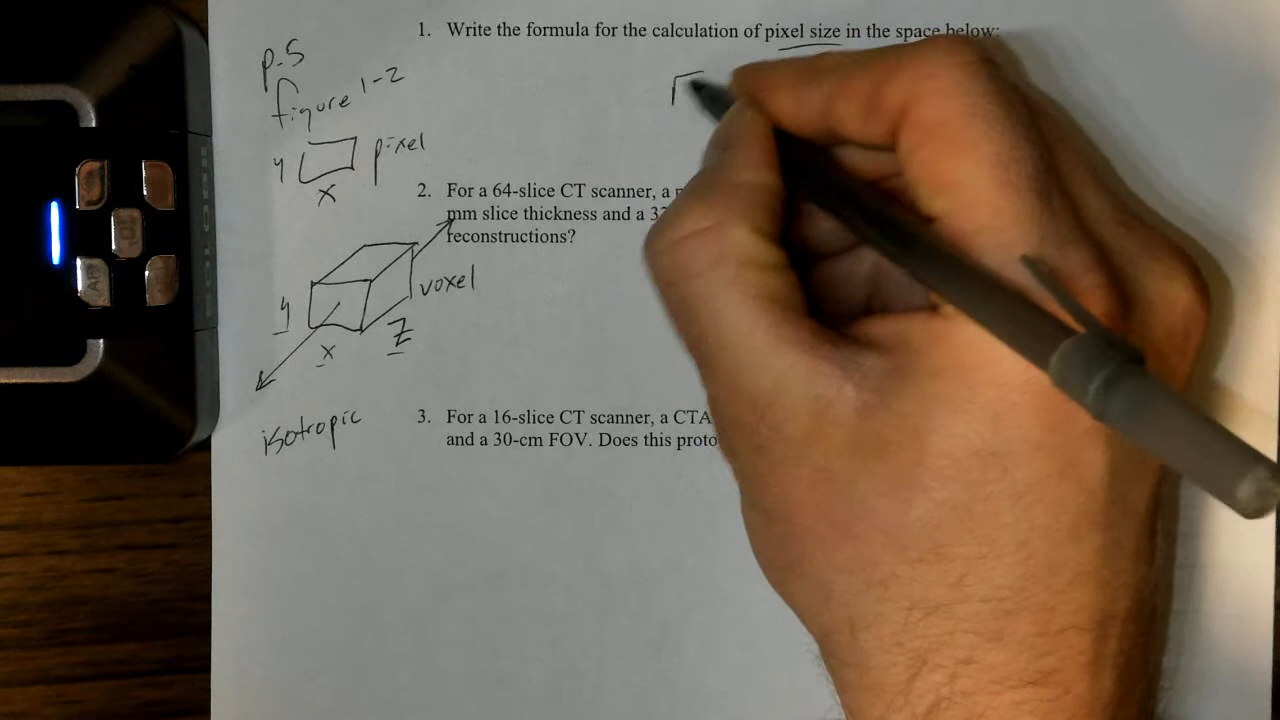 1. Write the formula for the calculation of pixel size in the space below:
p.5
figure 1-2
y pixel
x
2. For a 64-slice CT scanner, a
mm slice thickness and a
reconstructions?
voxel
y
x z
isotropic
3. For a 16-slice CT scanner, a CTA
and a 30-cm FOV. Does this